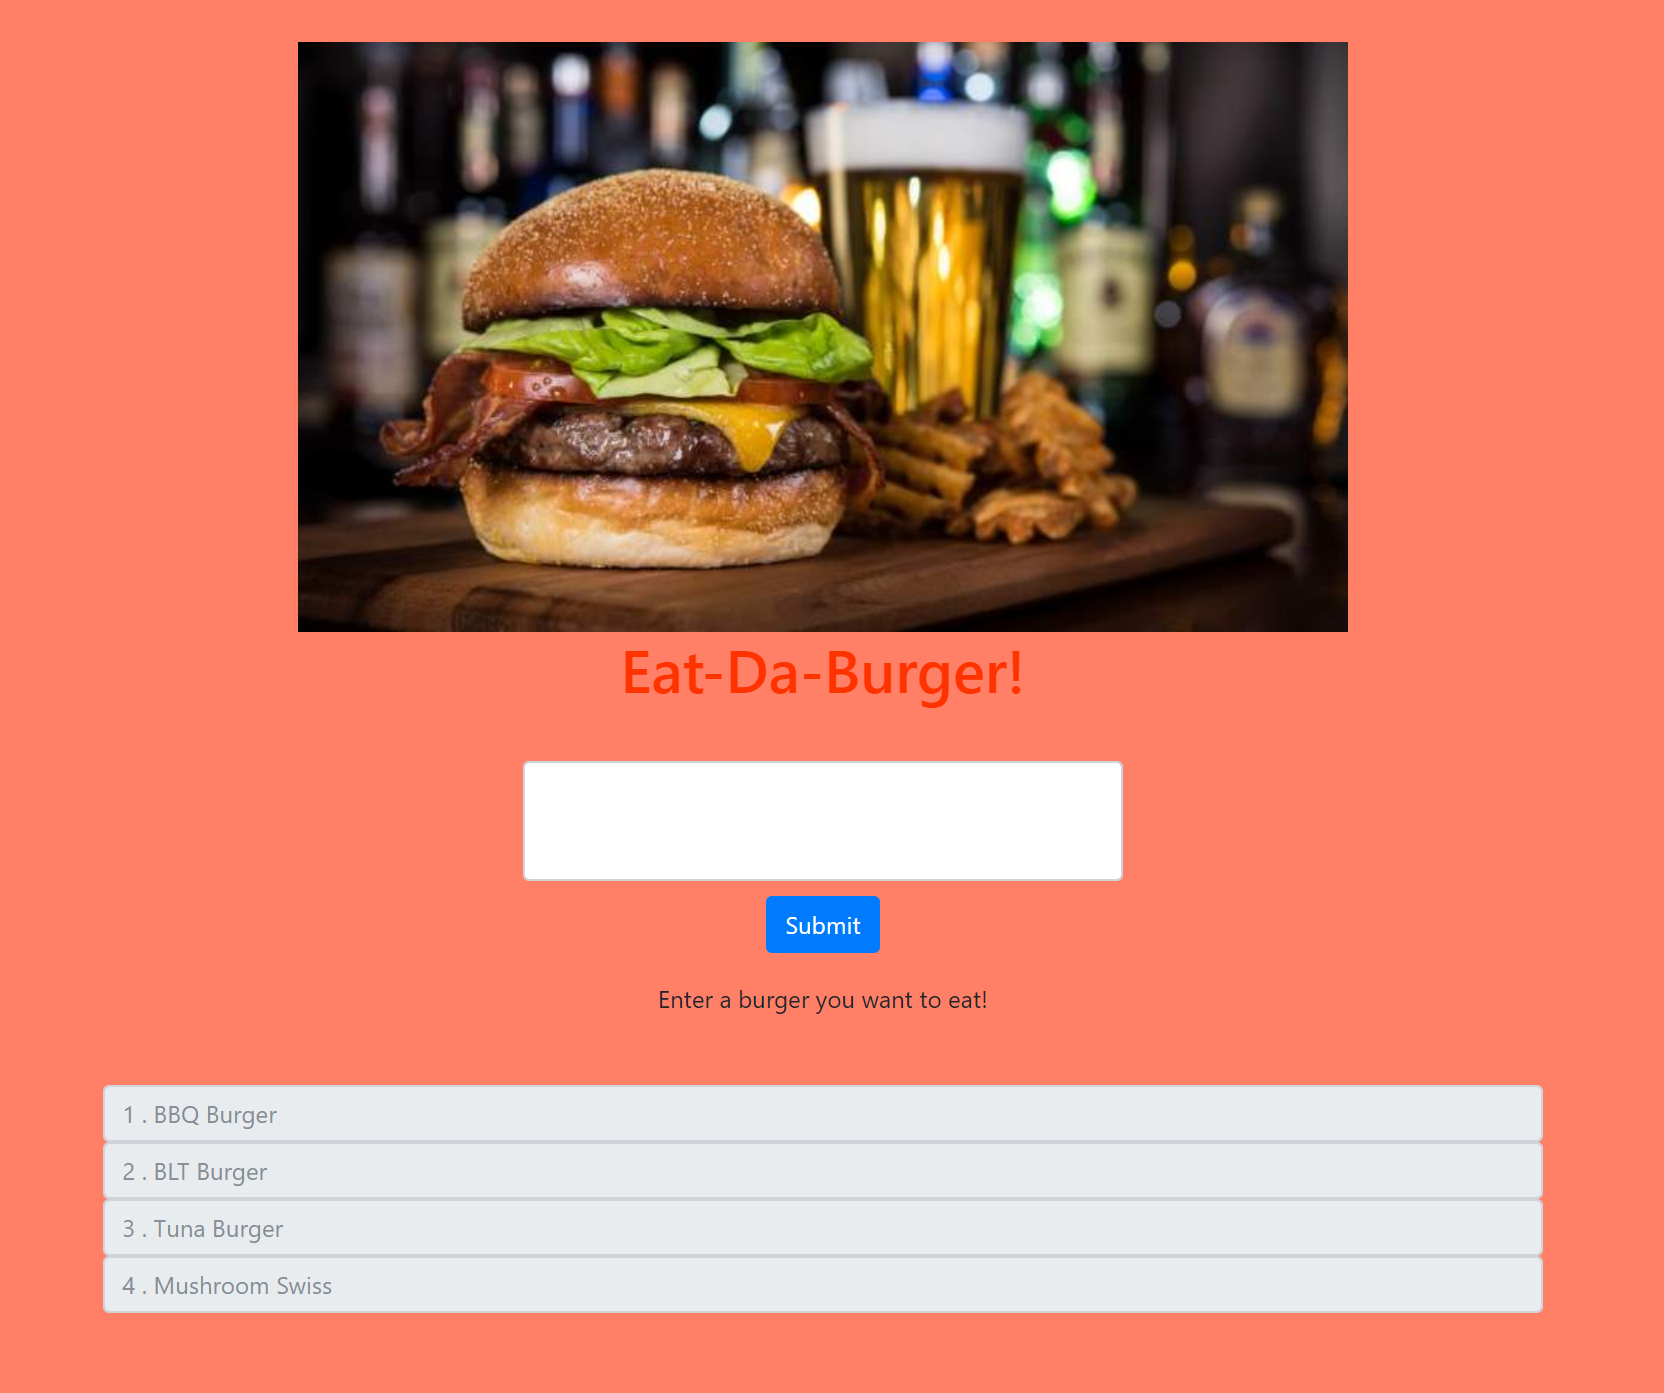 Eat-Da-Burger!
Submit
Enter a burger you want to eat!
1 . BBQ Burger
2 . BLT Burger
3 . Tuna Burger
4 . Mushroom Swiss